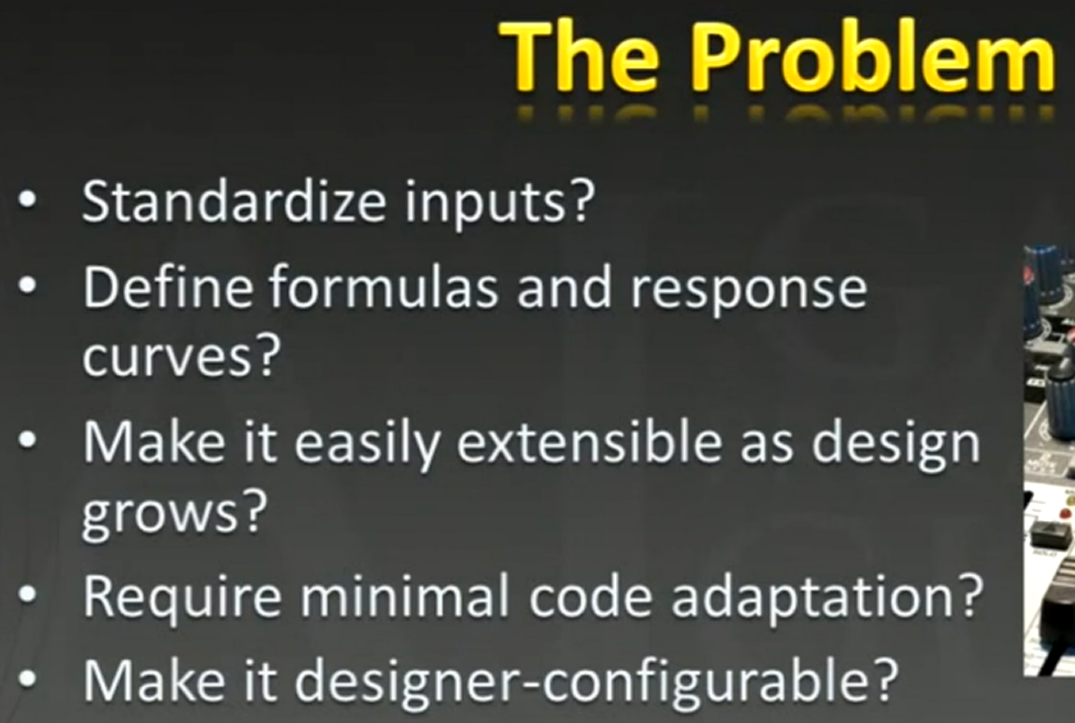 The Problem
• Standardize inputs?
• Define formulas and response
curves?
• Make it easily extensible as design
grows?
• Require minimal code adaptation?
• Make it designer-configurable?